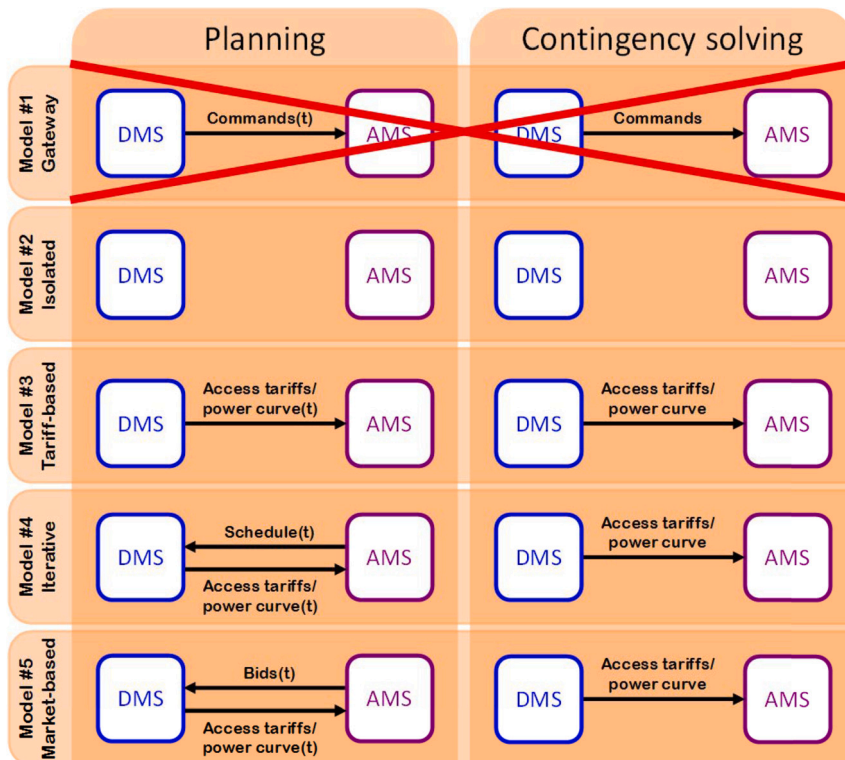 Planning
Contingency solving
Model #1
Gateway
DMS
Commands(t)
AMS
DMS
Commands
AMS
Model #2
Isolated
DMS
AMS
DMS
AMS
Model #3
Tariff-based
DMS
Access tariffs/
power curve(t)
AMS
DMS
Access tariffs/
power curve
AMS
Model #4
Iterative
DMS
Schedule(t)
Access tariffs/
power curve(t)
AMS
DMS
Access tariffs/
power curve
AMS
Model #5
Market-based
DMS
Bids(t)
Access tariffs/
power curve(t)
AMS
DMS
Access tariffs/
power curve
AMS